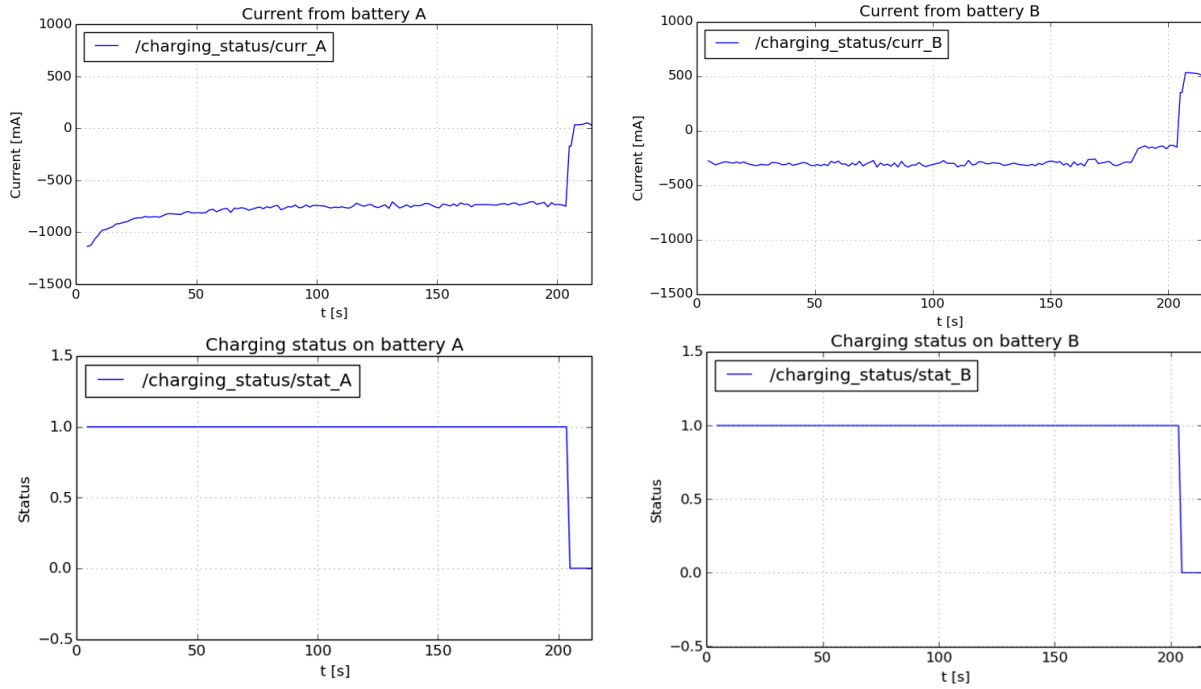 Current from battery A
/charging_status/curr_A
Current [mA]
1000
500
0
−500
−1000
−1500
0 50 100 150 200
t [s]
Current from battery B
/charging_status/curr_B
Current [mA]
1000
500
0
−500
−1000
−1500
0 50 100 150 200
t [s]
Charging status on battery A
/charging_status/stat_A
Status
1.5
1.0
0.5
0.0
−0.5
0 50 100 150 200
t [s]
Charging status on battery B
/charging_status/stat_B
Status
1.5
1.0
0.5
0.0
−0.5
0 50 100 150 200
t [s]